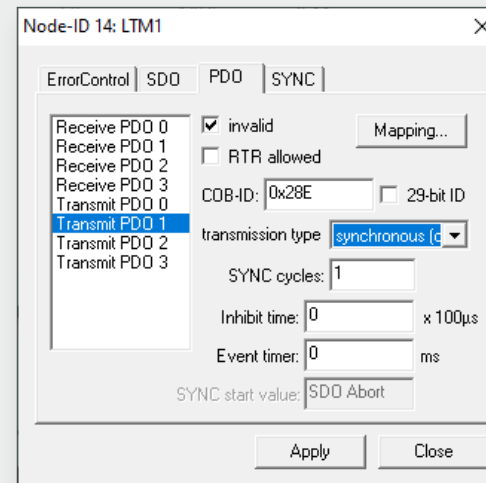 Node-ID 14: LTM1
ErrorControl SDO PDO SYNC
Receive PDO 0
Receive PDO 1
Receive PDO 2
Receive PDO 3
Transmit PDO 0
Transmit PDO 1
Transmit PDO 2
Transmit PDO 3
invalid
Mapping...
RTR allowed
COB-ID: 0x28E 29-bit ID
transmission type synchronous (c
SYNC cycles: 1
Inhibit time: 0 x 100µs
Event timer: 0 ms
SYNC start value: SDO Abort
Apply Close